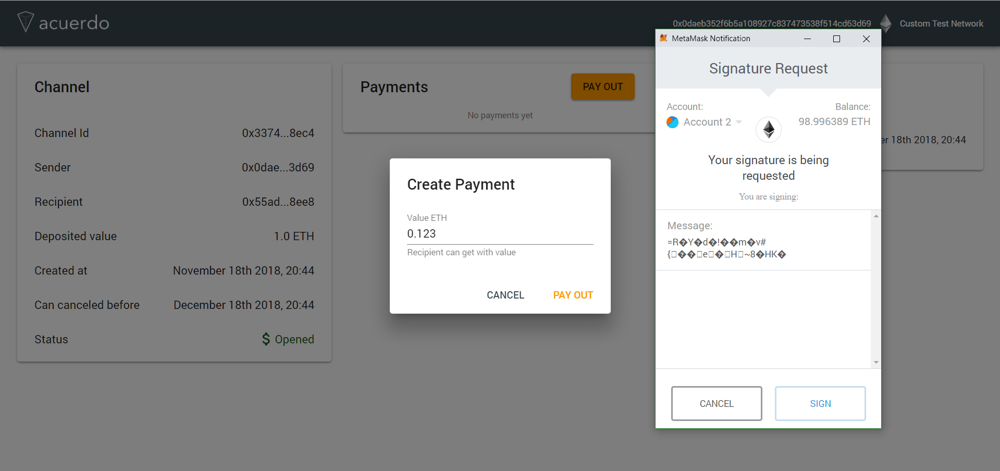 acuerdo
0x0daeb352f6b5a108927c837473538f514cd63d69
Custom Test Network
Channel
Channel Id 0x3374...8ec4
Sender 0x0dae...3d69
Recipient 0x55ad...8ee8
Deposited value 1.0 ETH
Created at November 18th 2018, 20:44
Can canceled before December 18th 2018, 20:44
Status $ Opened
Payments
PAY OUT
No payments yet
18th 2018, 20:44
Create Payment
Value ETH
0.123
Recipient can get with value
CANCEL PAY OUT
MetaMask Notification
Signature Request
Account: Balance:
Account 2 98.996389 ETH
Your signature is being
requested
You are signing:
Message:
=R�Y�d�!��m�v#
{▯��▯e▯�▯H▯~8�HK�
CANCEL SIGN